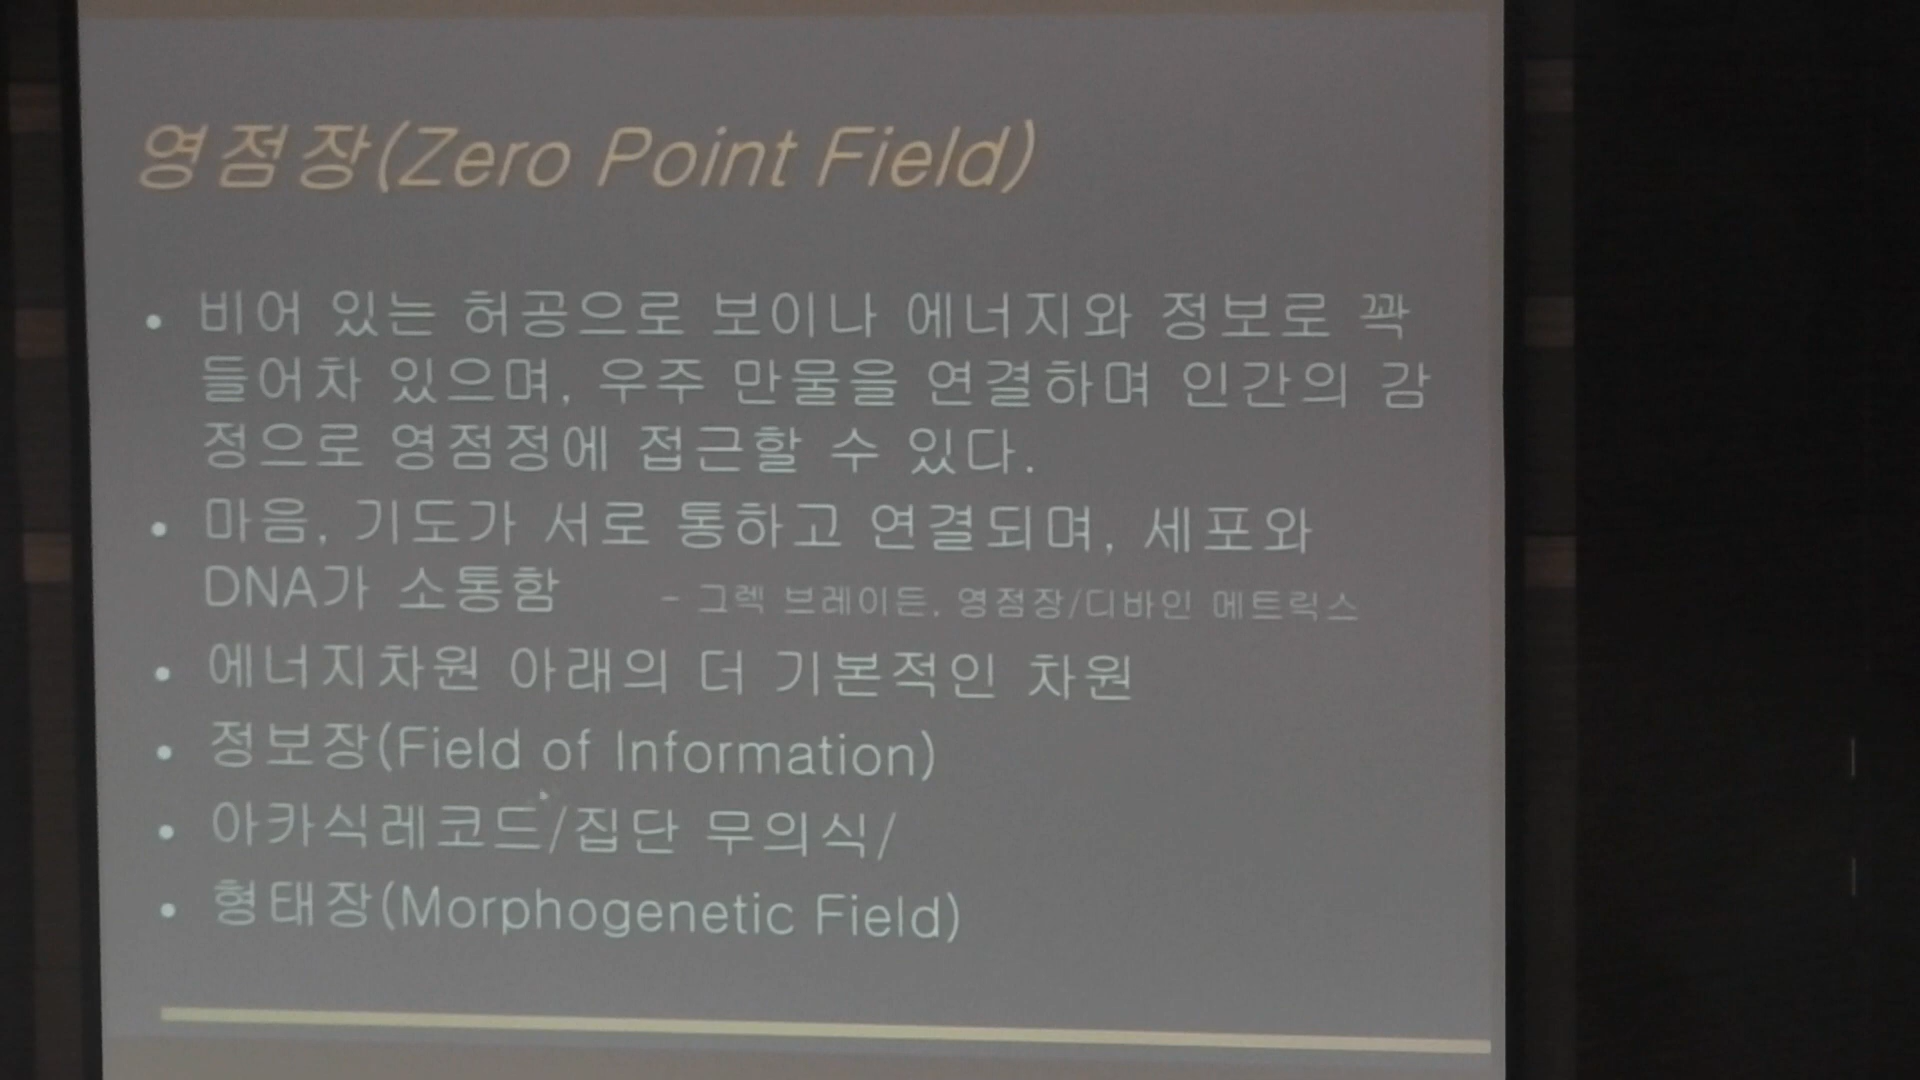 영점장(Zero Point Field)
• 비어 있는 허공으로 보이나 에너지와 정보로 꽉
들어차 있으며, 우주 만물을 연결하며 인간의 감
정으로 영점정에 접근할 수 있다.
• 마음, 기도가 서로 통하고 연결되며, 세포와
DNA가 소통함 - 그렉 브레이든, 영점장/디바인 메트릭스
• 에너지차원 아래의 더 기본적인 차원
• 정보장(Field of Information)
• 아카식레코드/집단 무의식/
• 형태장(Morphogenetic Field)